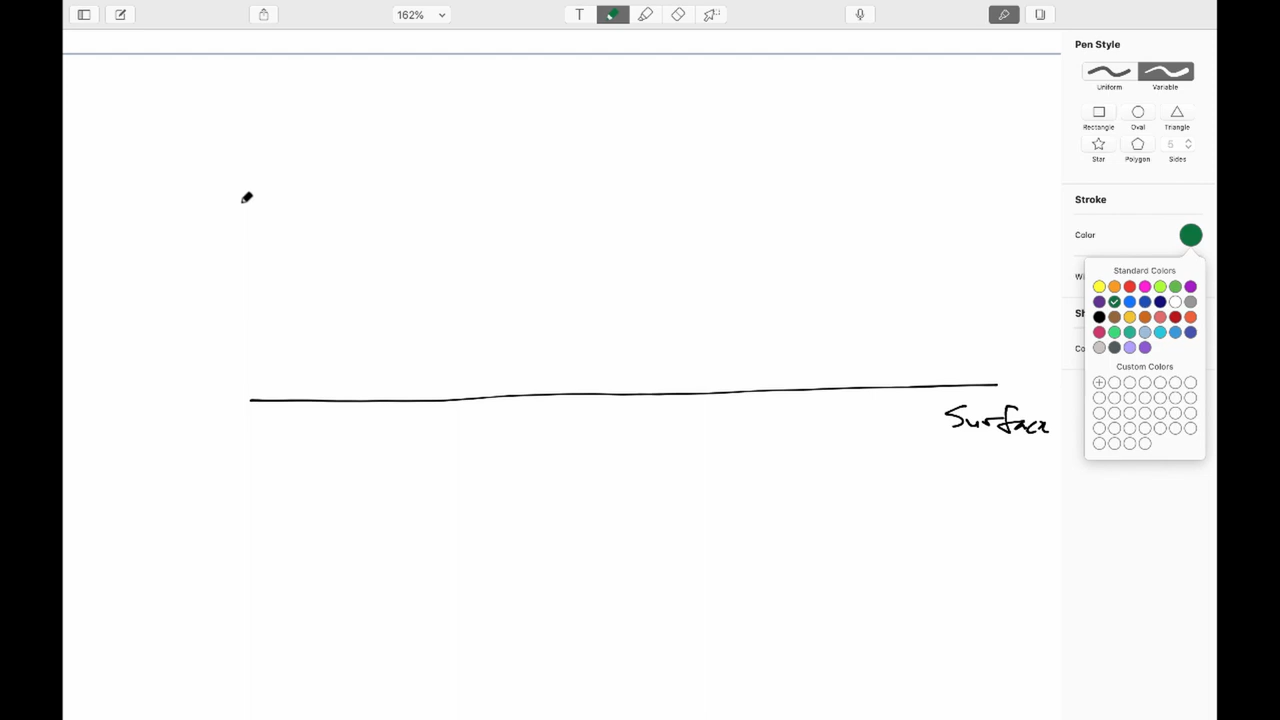 162%
T
Pen Style
Uniform Variable
Rectangle Oval Triangle
5
Star Polygon Sides
Stroke
Color
Standard Colors
Custom Colors
Surface